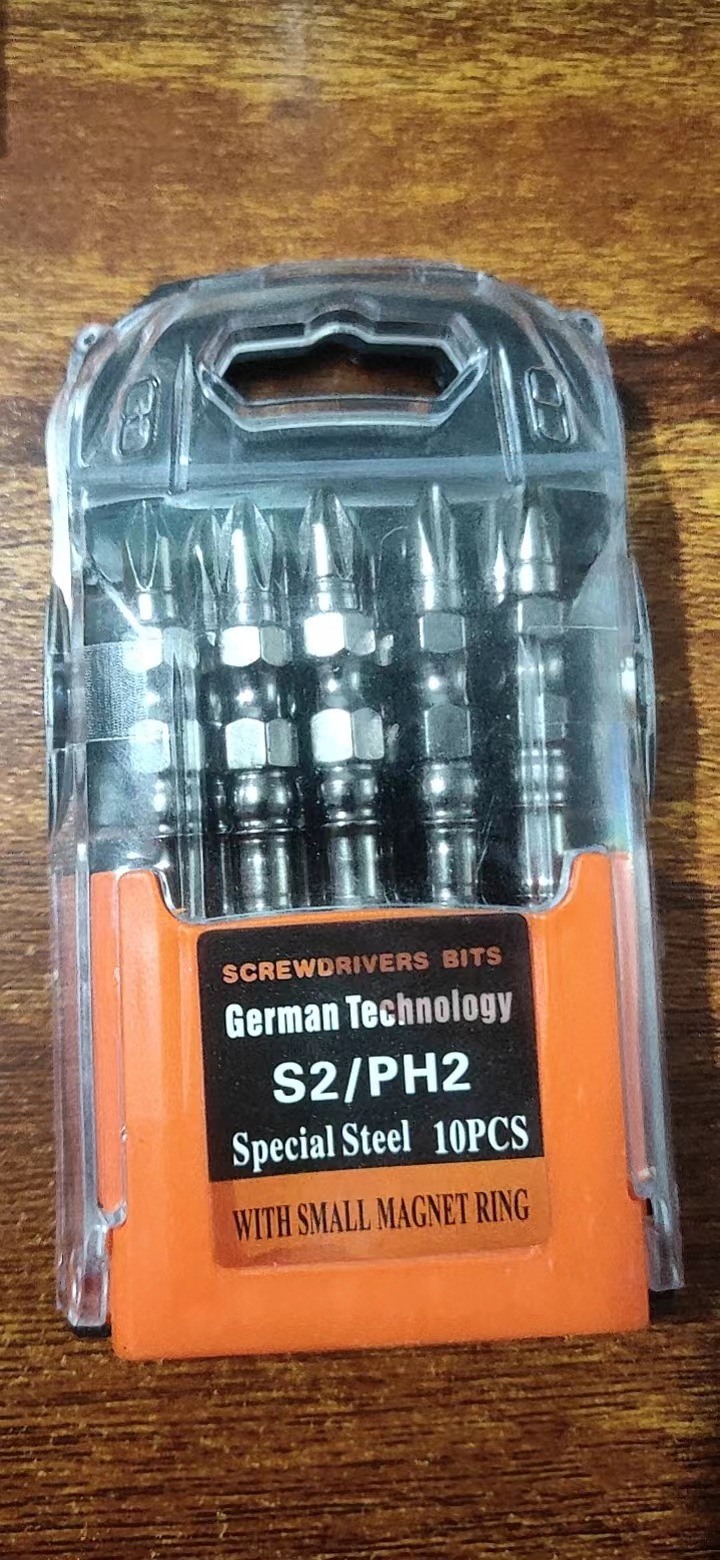 SCREWDRIVERS BITS
German Technology
S2/PH2
Special Steel 10PCS
WITH SMALL MAGNET RING